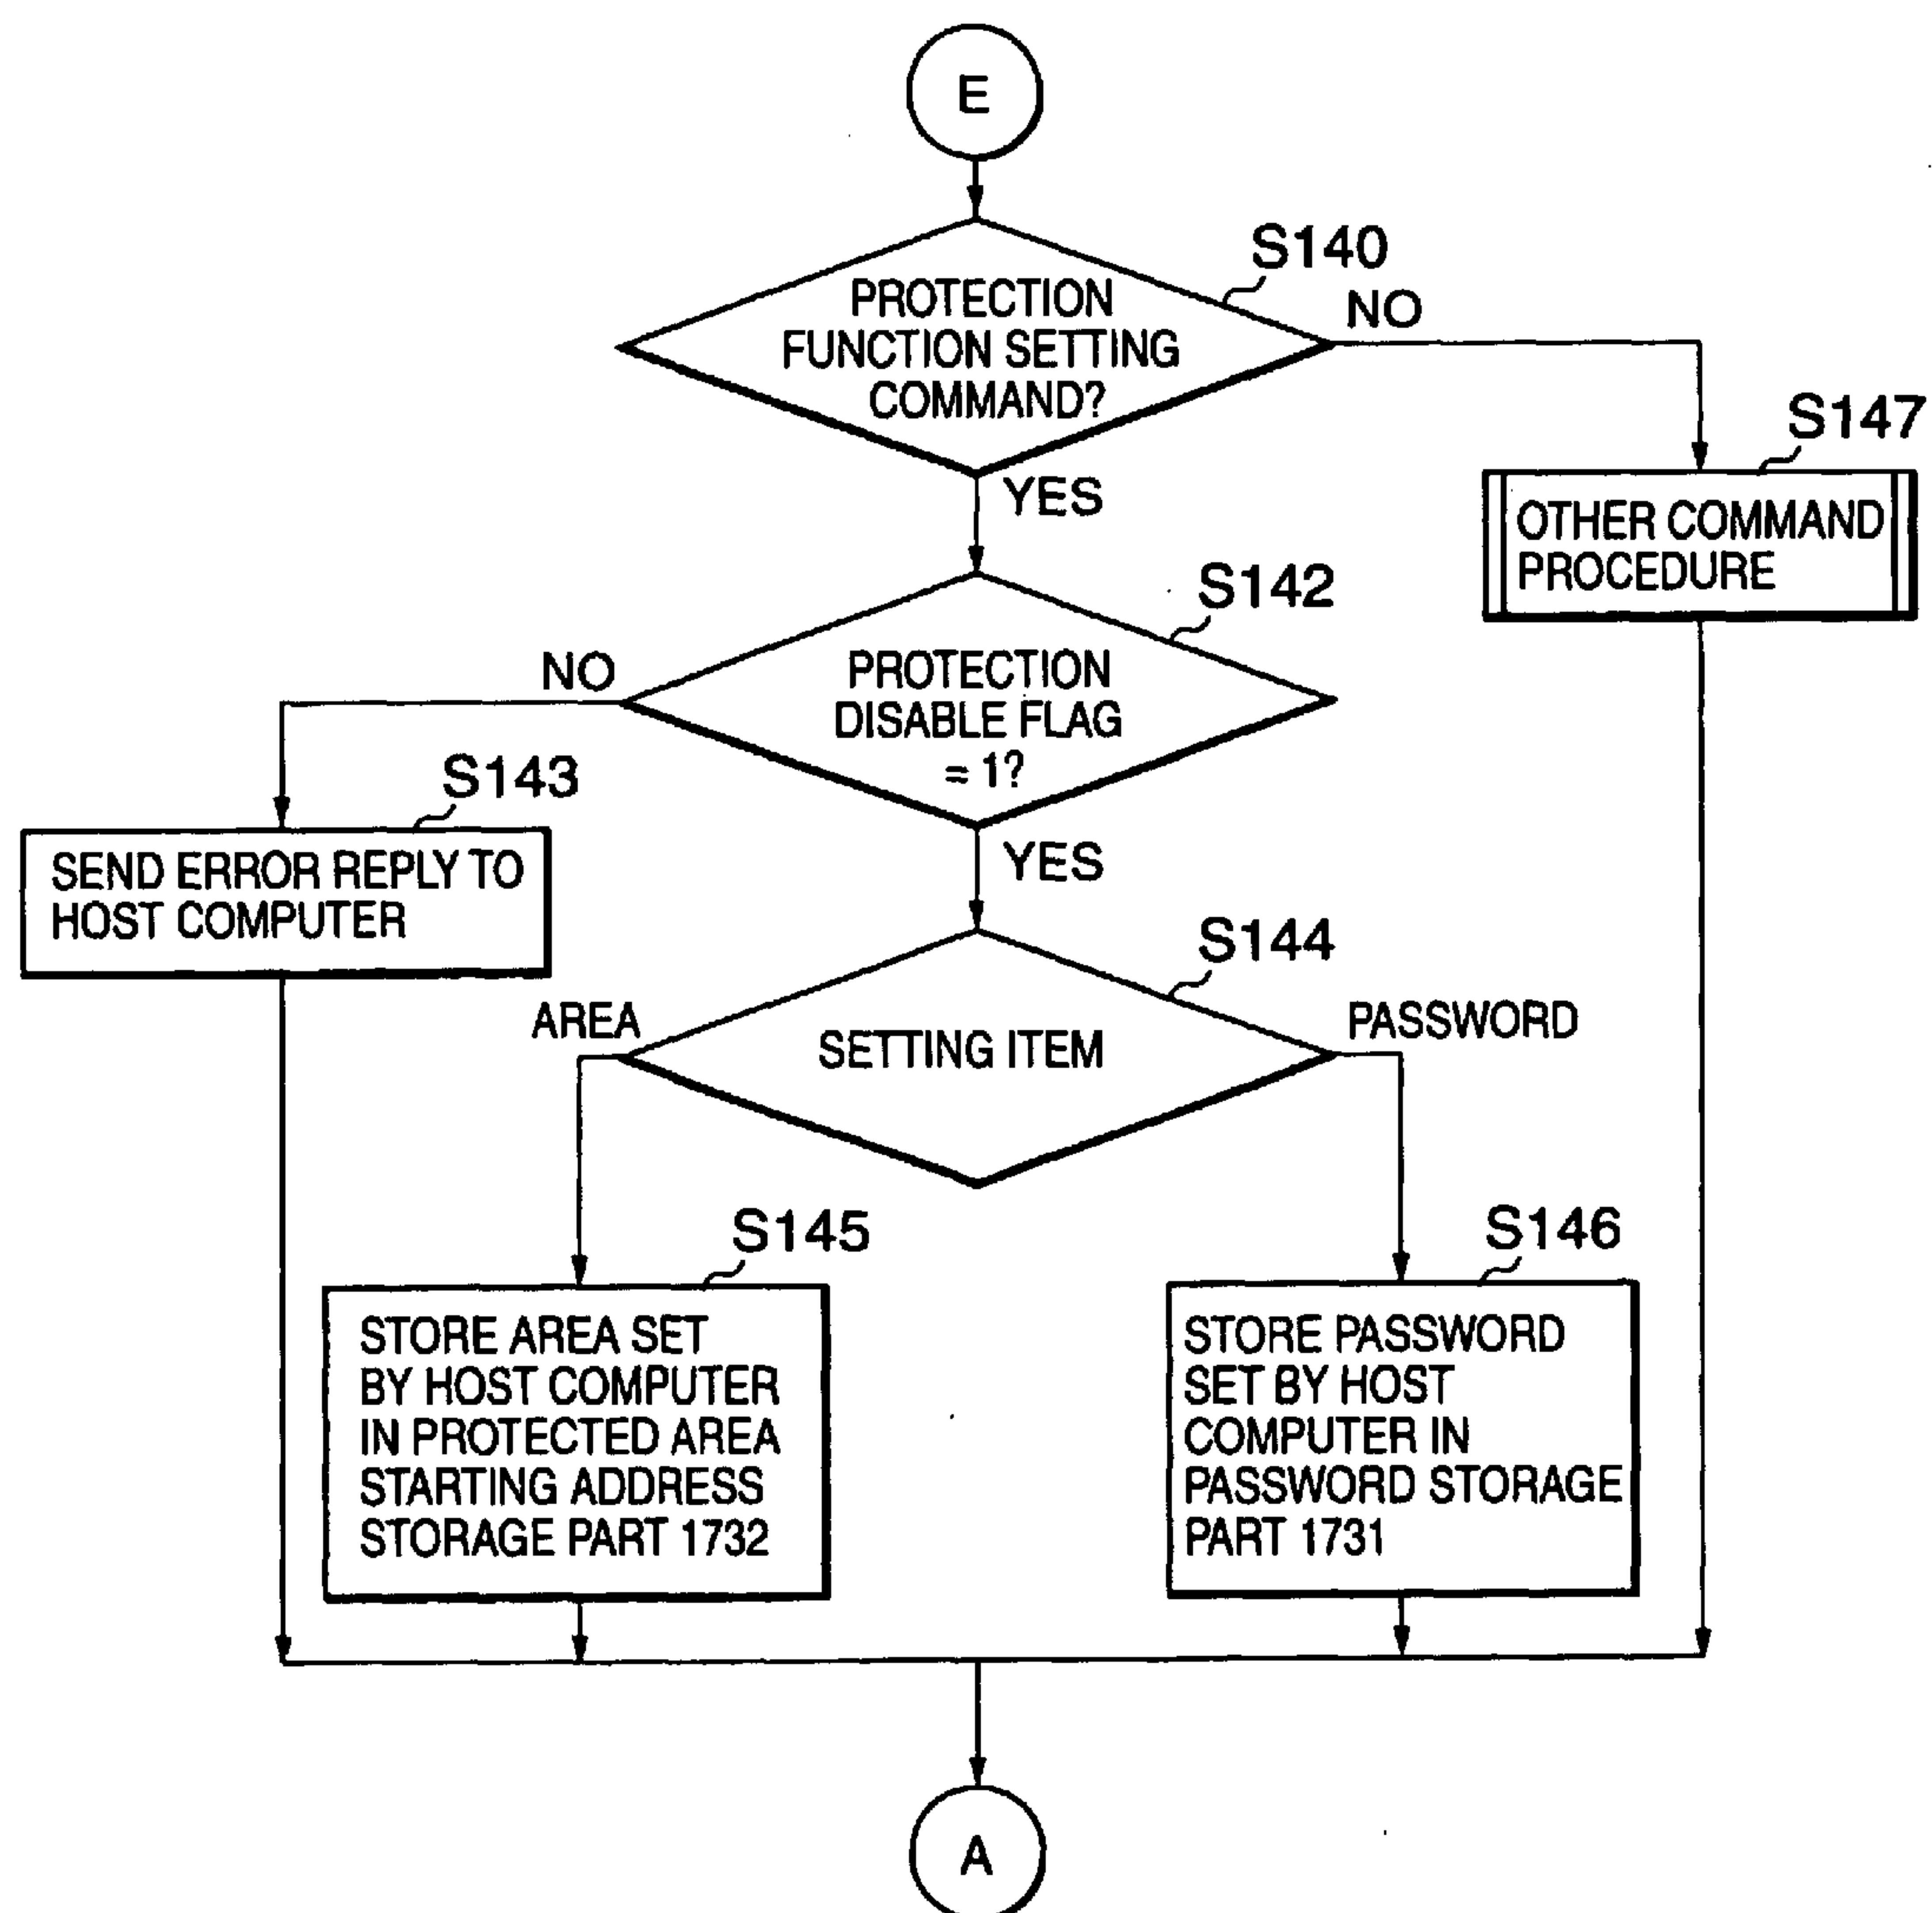 E
S140
PROTECTION
FUNCTION SETTING
COMMAND?
NO
S147
YES
OTHER COMMAND
PROCEDURE
S142
NO
PROTECTION
DISABLE FLAG
= 1?
S143
YES
SEND ERROR REPLY TO
HOST COMPUTER
S144
AREA
PASSWORD
SETTING ITEM
S145
S146
STORE AREA SET
BY HOST COMPUTER
IN PROTECTED AREA
STARTING ADDRESS
STORAGE PART 1732
STORE PASSWORD
SET BY HOST
COMPUTER IN
PASSWORD STORAGE
PART 1731
A